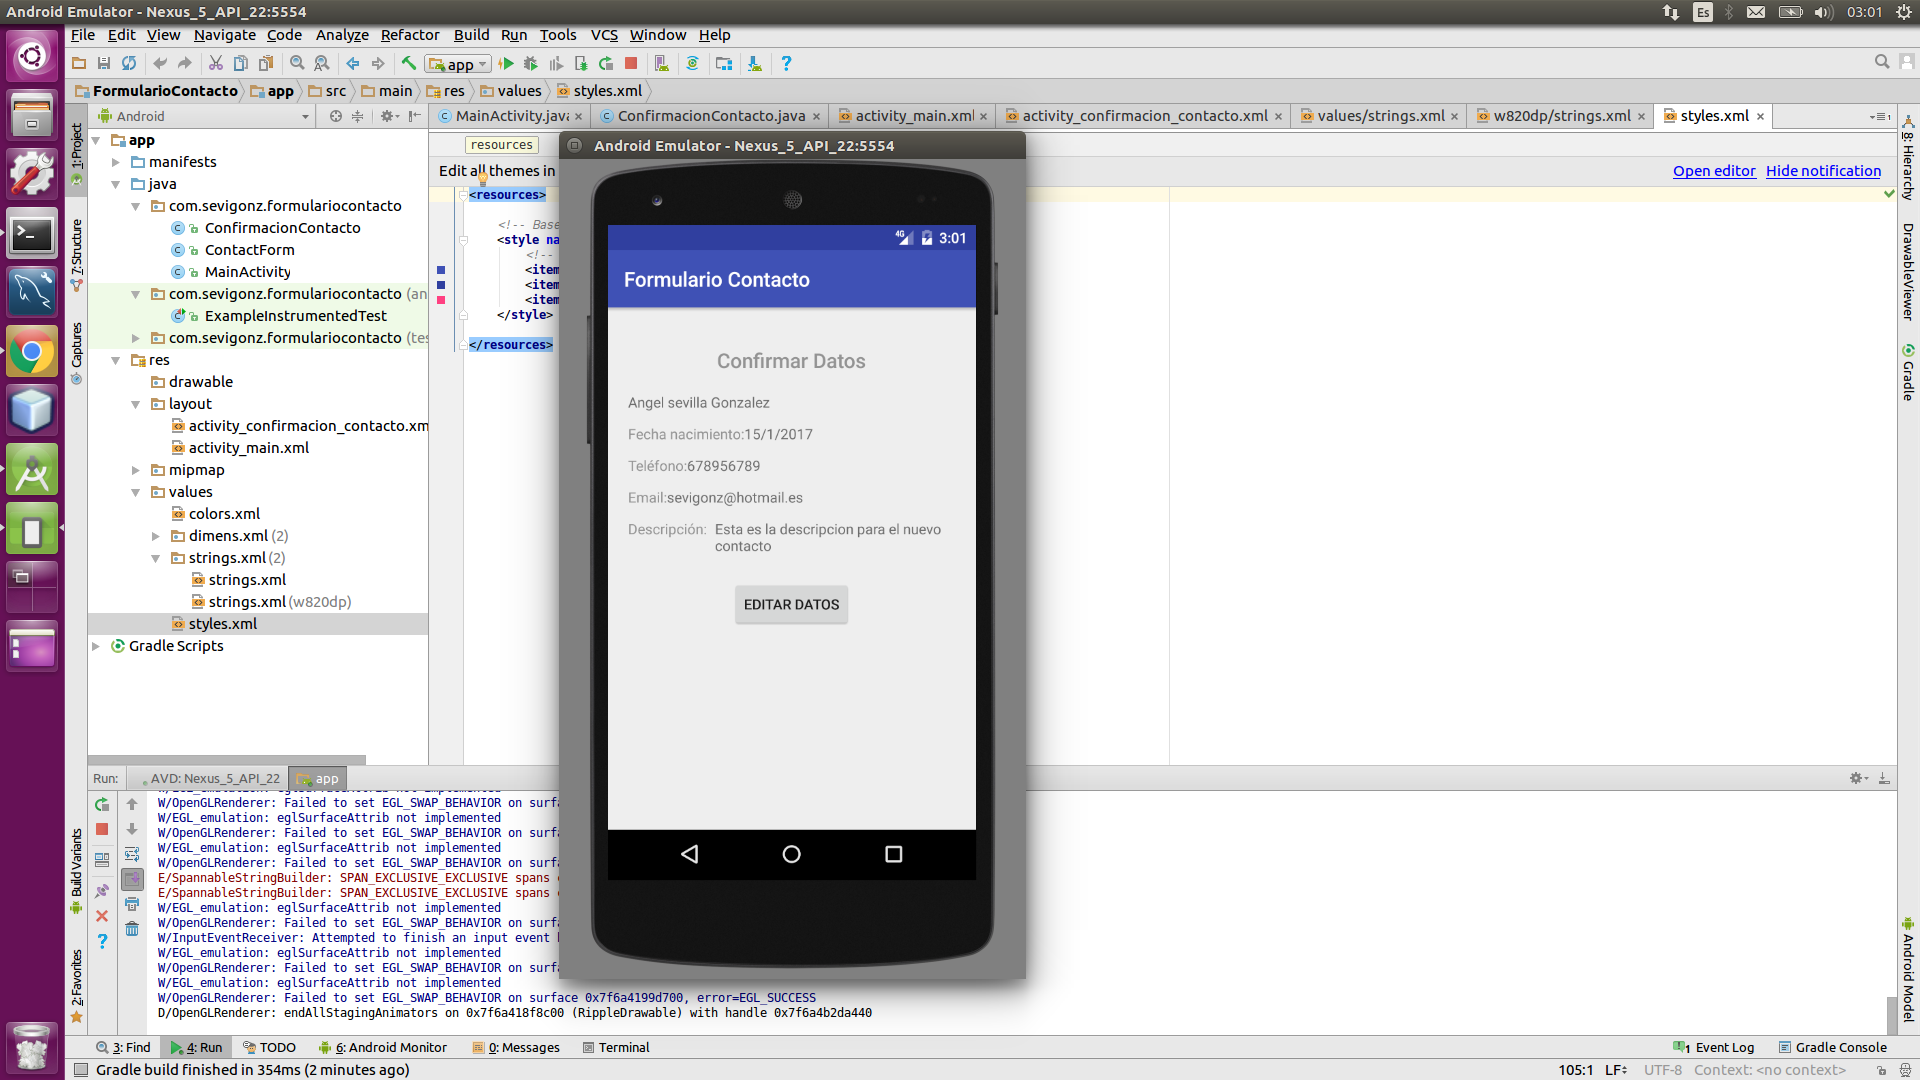 Android Emulator - Nexus_5_API_22:5554
Es
03:01
File Edit View Navigate Code Analyze Refactor Build Run Tools VCS Window Help
app
FormularioContacto app src main res values styles.xml
Android
MainActivity.java
ConfirmacionContacto.java
activity_main.xml
activity_confirmacion_contacto.xml
values/strings.xml
w820dp/strings.xml
styles.xml
1: Project
7: Structure
Captures
Build Variants
2: Favorites
app
manifests
java
com.sevigonz.formulariocontacto
ConfirmacionContacto
ContactForm
MainActivity
com.sevigonz.formulariocontacto (an
ExampleInstrumentedTest
com.sevigonz.formulariocontacto (tes
res
drawable
layout
activity_confirmacion_contacto.xm
activity_main.xml
mipmap
values
colors.xml
dimens.xml (2)
strings.xml (2)
strings.xml
strings.xml (w820dp)
styles.xml
Gradle Scripts
resources
Edit all themes in
Open editor Hide notification
<resources>
<!-- Base
<style na
<!--
<item
<item
<item
</style>
</resources>
Android Emulator - Nexus_5_API_22:5554
4G 3:01
Formulario Contacto
Confirmar Datos
Angel sevilla Gonzalez
Fecha nacimiento:15/1/2017
Teléfono:678956789
Email:sevigonz@hotmail.es
Descripción: Esta es la descripcion para el nuevo
contacto
EDITAR DATOS
8: Hierarchy
DrawableViewer
Gradle
Android Model
Run: AVD: Nexus_5_API_22 app
W/EGL_emulation: eglSurfaceAttrib not implemented
W/OpenGLRenderer: Failed to set EGL_SWAP_BEHAVIOR on surfa
W/EGL_emulation: eglSurfaceAttrib not implemented
W/OpenGLRenderer: Failed to set EGL_SWAP_BEHAVIOR on surfa
W/EGL_emulation: eglSurfaceAttrib not implemented
W/OpenGLRenderer: Failed to set EGL_SWAP_BEHAVIOR on surfa
E/SpannableStringBuilder: SPAN_EXCLUSIVE_EXCLUSIVE spans
E/SpannableStringBuilder: SPAN_EXCLUSIVE_EXCLUSIVE spans
W/EGL_emulation: eglSurfaceAttrib not implemented
W/OpenGLRenderer: Failed to set EGL_SWAP_BEHAVIOR on surfa
W/InputEventReceiver: Attempted to finish an input event
W/EGL_emulation: eglSurfaceAttrib not implemented
W/OpenGLRenderer: Failed to set EGL_SWAP_BEHAVIOR on surfa
W/EGL_emulation: eglSurfaceAttrib not implemented
W/OpenGLRenderer: Failed to set EGL_SWAP_BEHAVIOR on surface 0x7f6a4199d700, error=EGL_SUCCESS
D/OpenGLRenderer: endAllStagingAnimators on 0x7f6a418f8c00 (RippleDrawable) with handle 0x7f6a4b2da440
3: Find 4: Run TODO 6: Android Monitor 0: Messages Terminal
1 Event Log Gradle Console
Gradle build finished in 354ms (2 minutes ago)
105:1 LF UTF-8 Context: <no context>